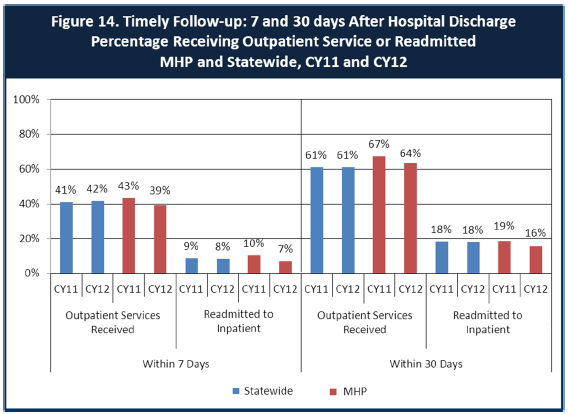 Figure 14. Timely Follow-up: 7 and 30 days After Hospital Discharge
Percentage Receiving Outpatient Service or Readmitted
MHP and Statewide, CY11 and CY12
100%
80%
60%
40%
20%
0%
41%
42%
43%
39%
9%
8%
10%
7%
61%
61%
67%
64%
18%
18%
19%
16%
CY11 CY12 CY11 CY12 CY11 CY12 CY11 CY12 CY11 CY12 CY11 CY12 CY11 CY12 CY11 CY12
Outpatient Services Readmitted to Outpatient Services Readmitted to
Received Inpatient Received Inpatient
Within 7 Days Within 30 Days
Statewide MHP